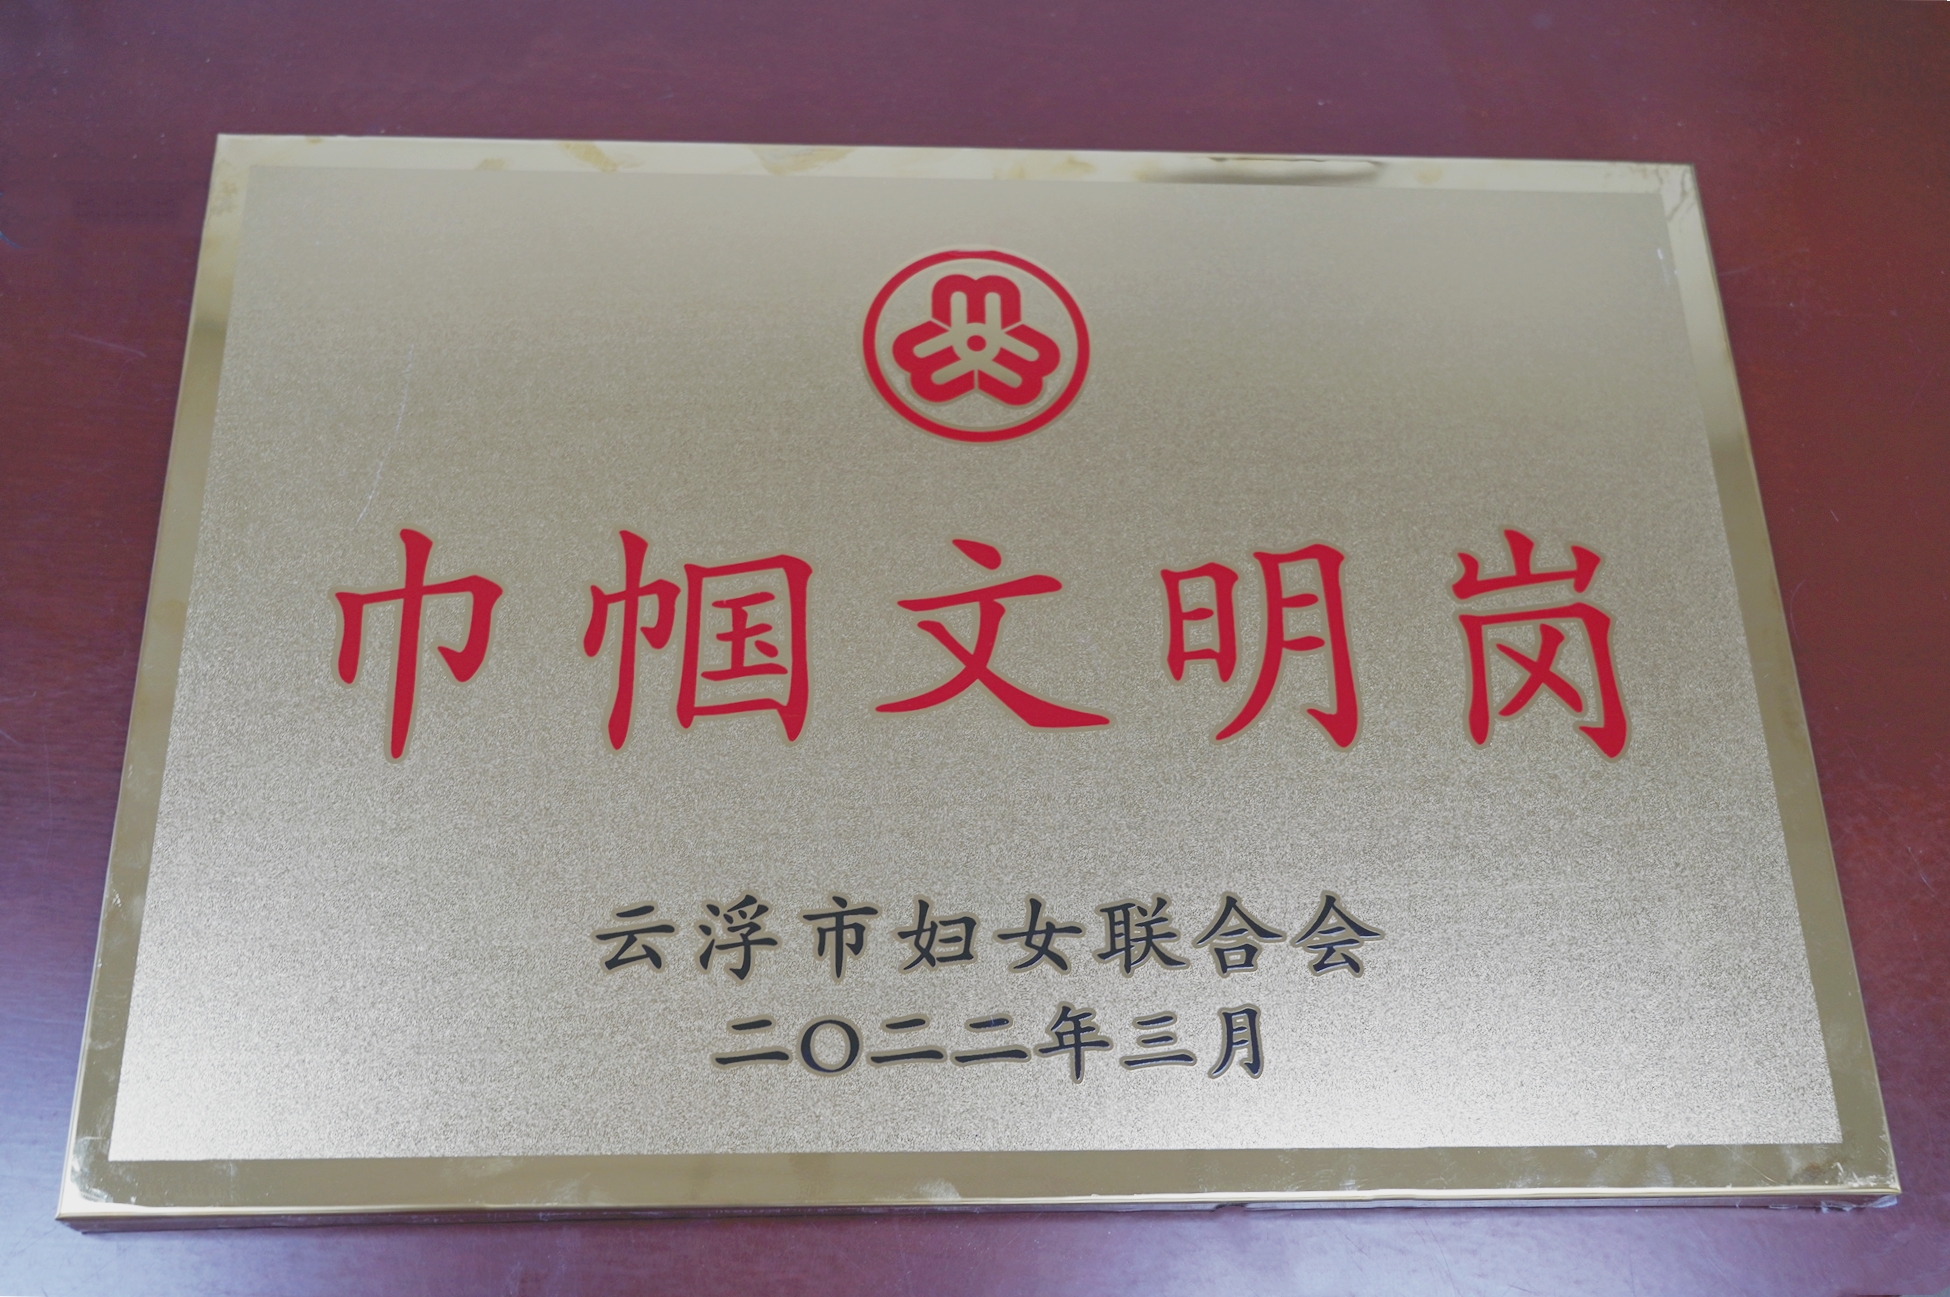 巾帼文明岗
云浮市妇女联合会
二〇二二年三月